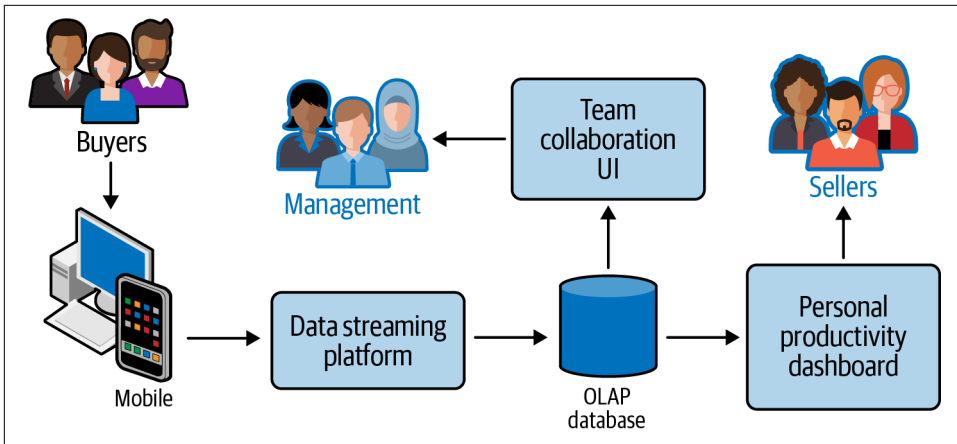 Buyers
Management
Team
collaboration
UI
Sellers
Mobile
Data streaming
platform
OLAP
database
Personal
productivity
dashboard